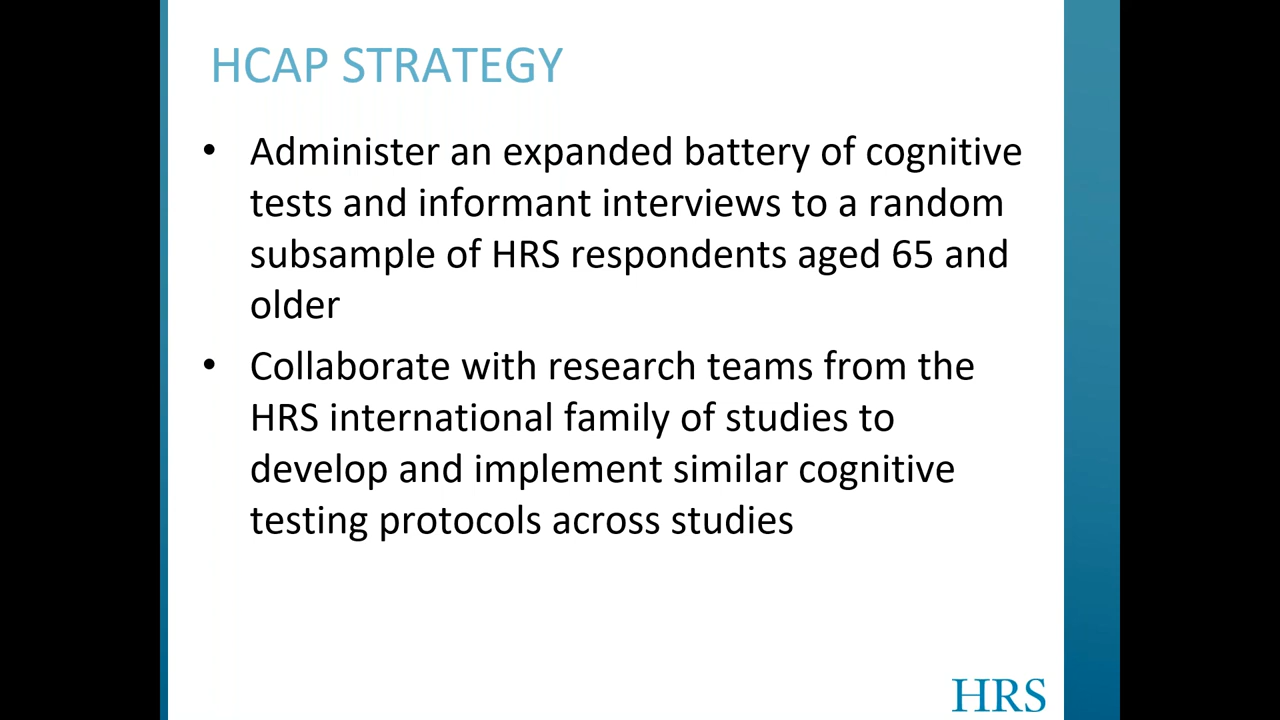 HCAP STRATEGY
• Administer an expanded battery of cognitive
tests and informant interviews to a random
subsample of HRS respondents aged 65 and
older
• Collaborate with research teams from the
HRS international family of studies to
develop and implement similar cognitive
testing protocols across studies
HRS